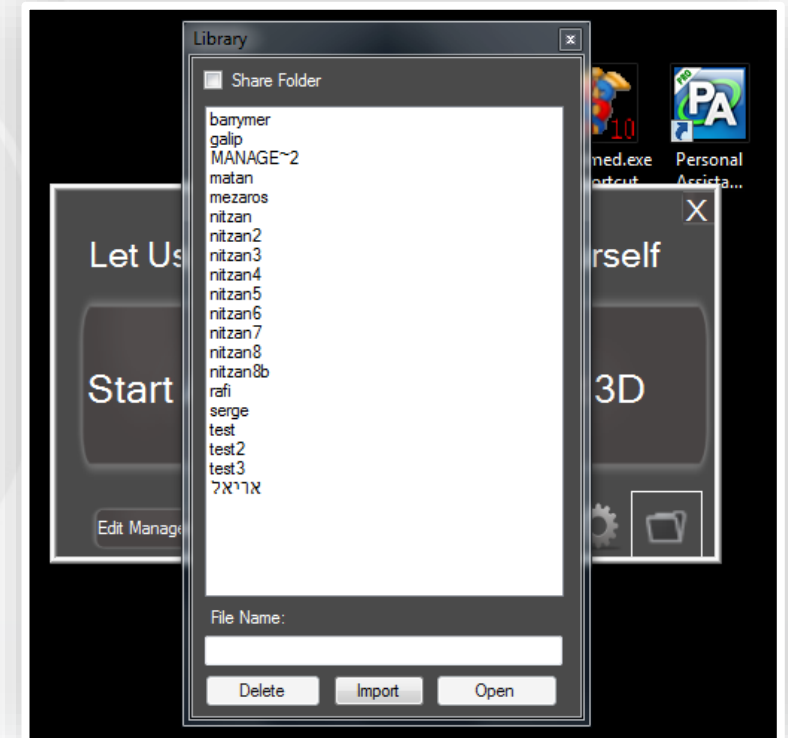 Library
x
Share Folder
barrymer
galip
MANAGE~2
matan
mezaros
nitzan
nitzan2
nitzan3
nitzan4
nitzan5
nitzan6
nitzan7
nitzan8
nitzan8b
rafi
serge
test
test2
test3
אריאל
File Name:
Delete Import Open
10
med.exe
PRO
PA
Personal
Assista...
X
Let Us rself
Start 3D
Edit Manage